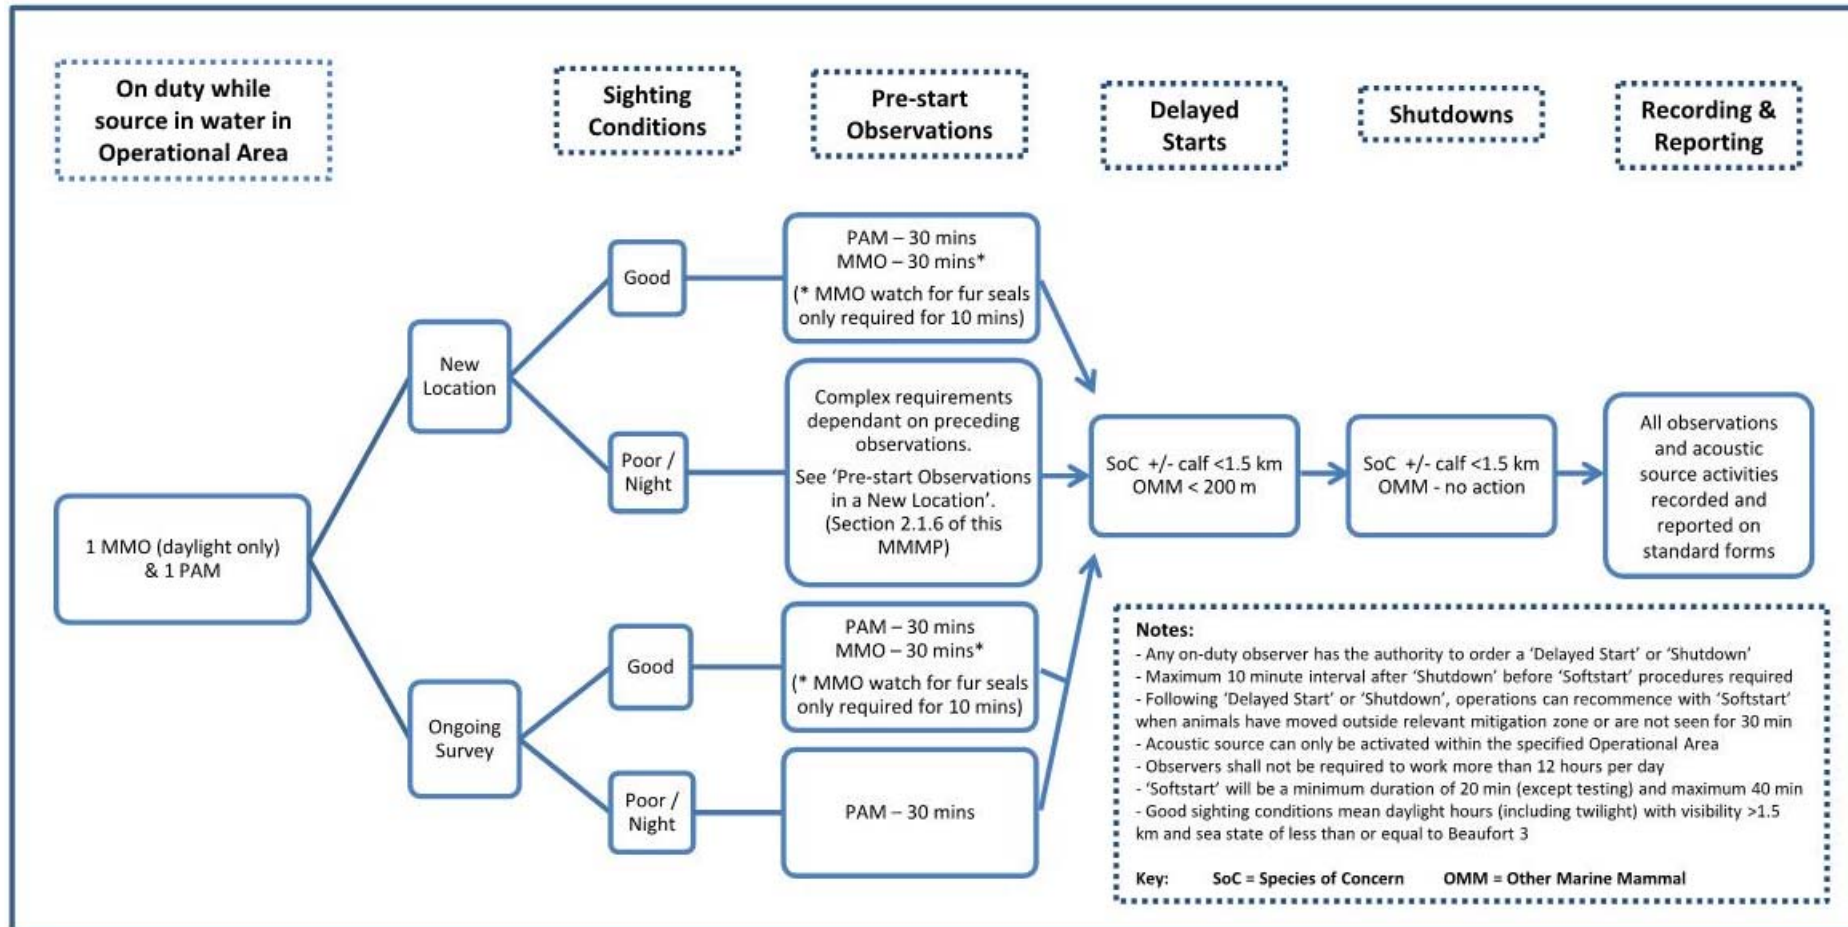 On duty while
source in water in
Operational Area
Sighting
Conditions
Pre-start
Observations
Delayed
Starts
Shutdowns
Recording &
Reporting
1 MMO (daylight only)
& 1 PAM
New
Location
Ongoing
Survey
Good
Poor /
Night
Good
Poor /
Night
PAM – 30 mins
MMO – 30 mins*
(* MMO watch for fur seals
only required for 10 mins)
Complex requirements
dependant on preceding
observations.
See ‘Pre-start Observations
in a New Location’.
(Section 2.1.6 of this
MMMP)
PAM – 30 mins
MMO – 30 mins*
(* MMO watch for fur seals
only required for 10 mins)
PAM – 30 mins
SoC +/- calf <1.5 km
OMM < 200 m
SoC +/- calf <1.5 km
OMM - no action
All observations
and acoustic
source activities
recorded and
reported on
standard forms
Notes:
- Any on-duty observer has the authority to order a ‘Delayed Start’ or ‘Shutdown’
- Maximum 10 minute interval after ‘Shutdown’ before ‘Softstart’ procedures required
- Following ‘Delayed Start’ or ‘Shutdown’, operations can recommence with ‘Softstart’
when animals have moved outside relevant mitigation zone or are not seen for 30 min
- Acoustic source can only be activated within the specified Operational Area
- Observers shall not be required to work more than 12 hours per day
- ‘Softstart’ will be a minimum duration of 20 min (except testing) and maximum 40 min
- Good sighting conditions mean daylight hours (including twilight) with visibility >1.5
km and sea state of less than or equal to Beaufort 3
Key: SoC = Species of Concern OMM = Other Marine Mammal